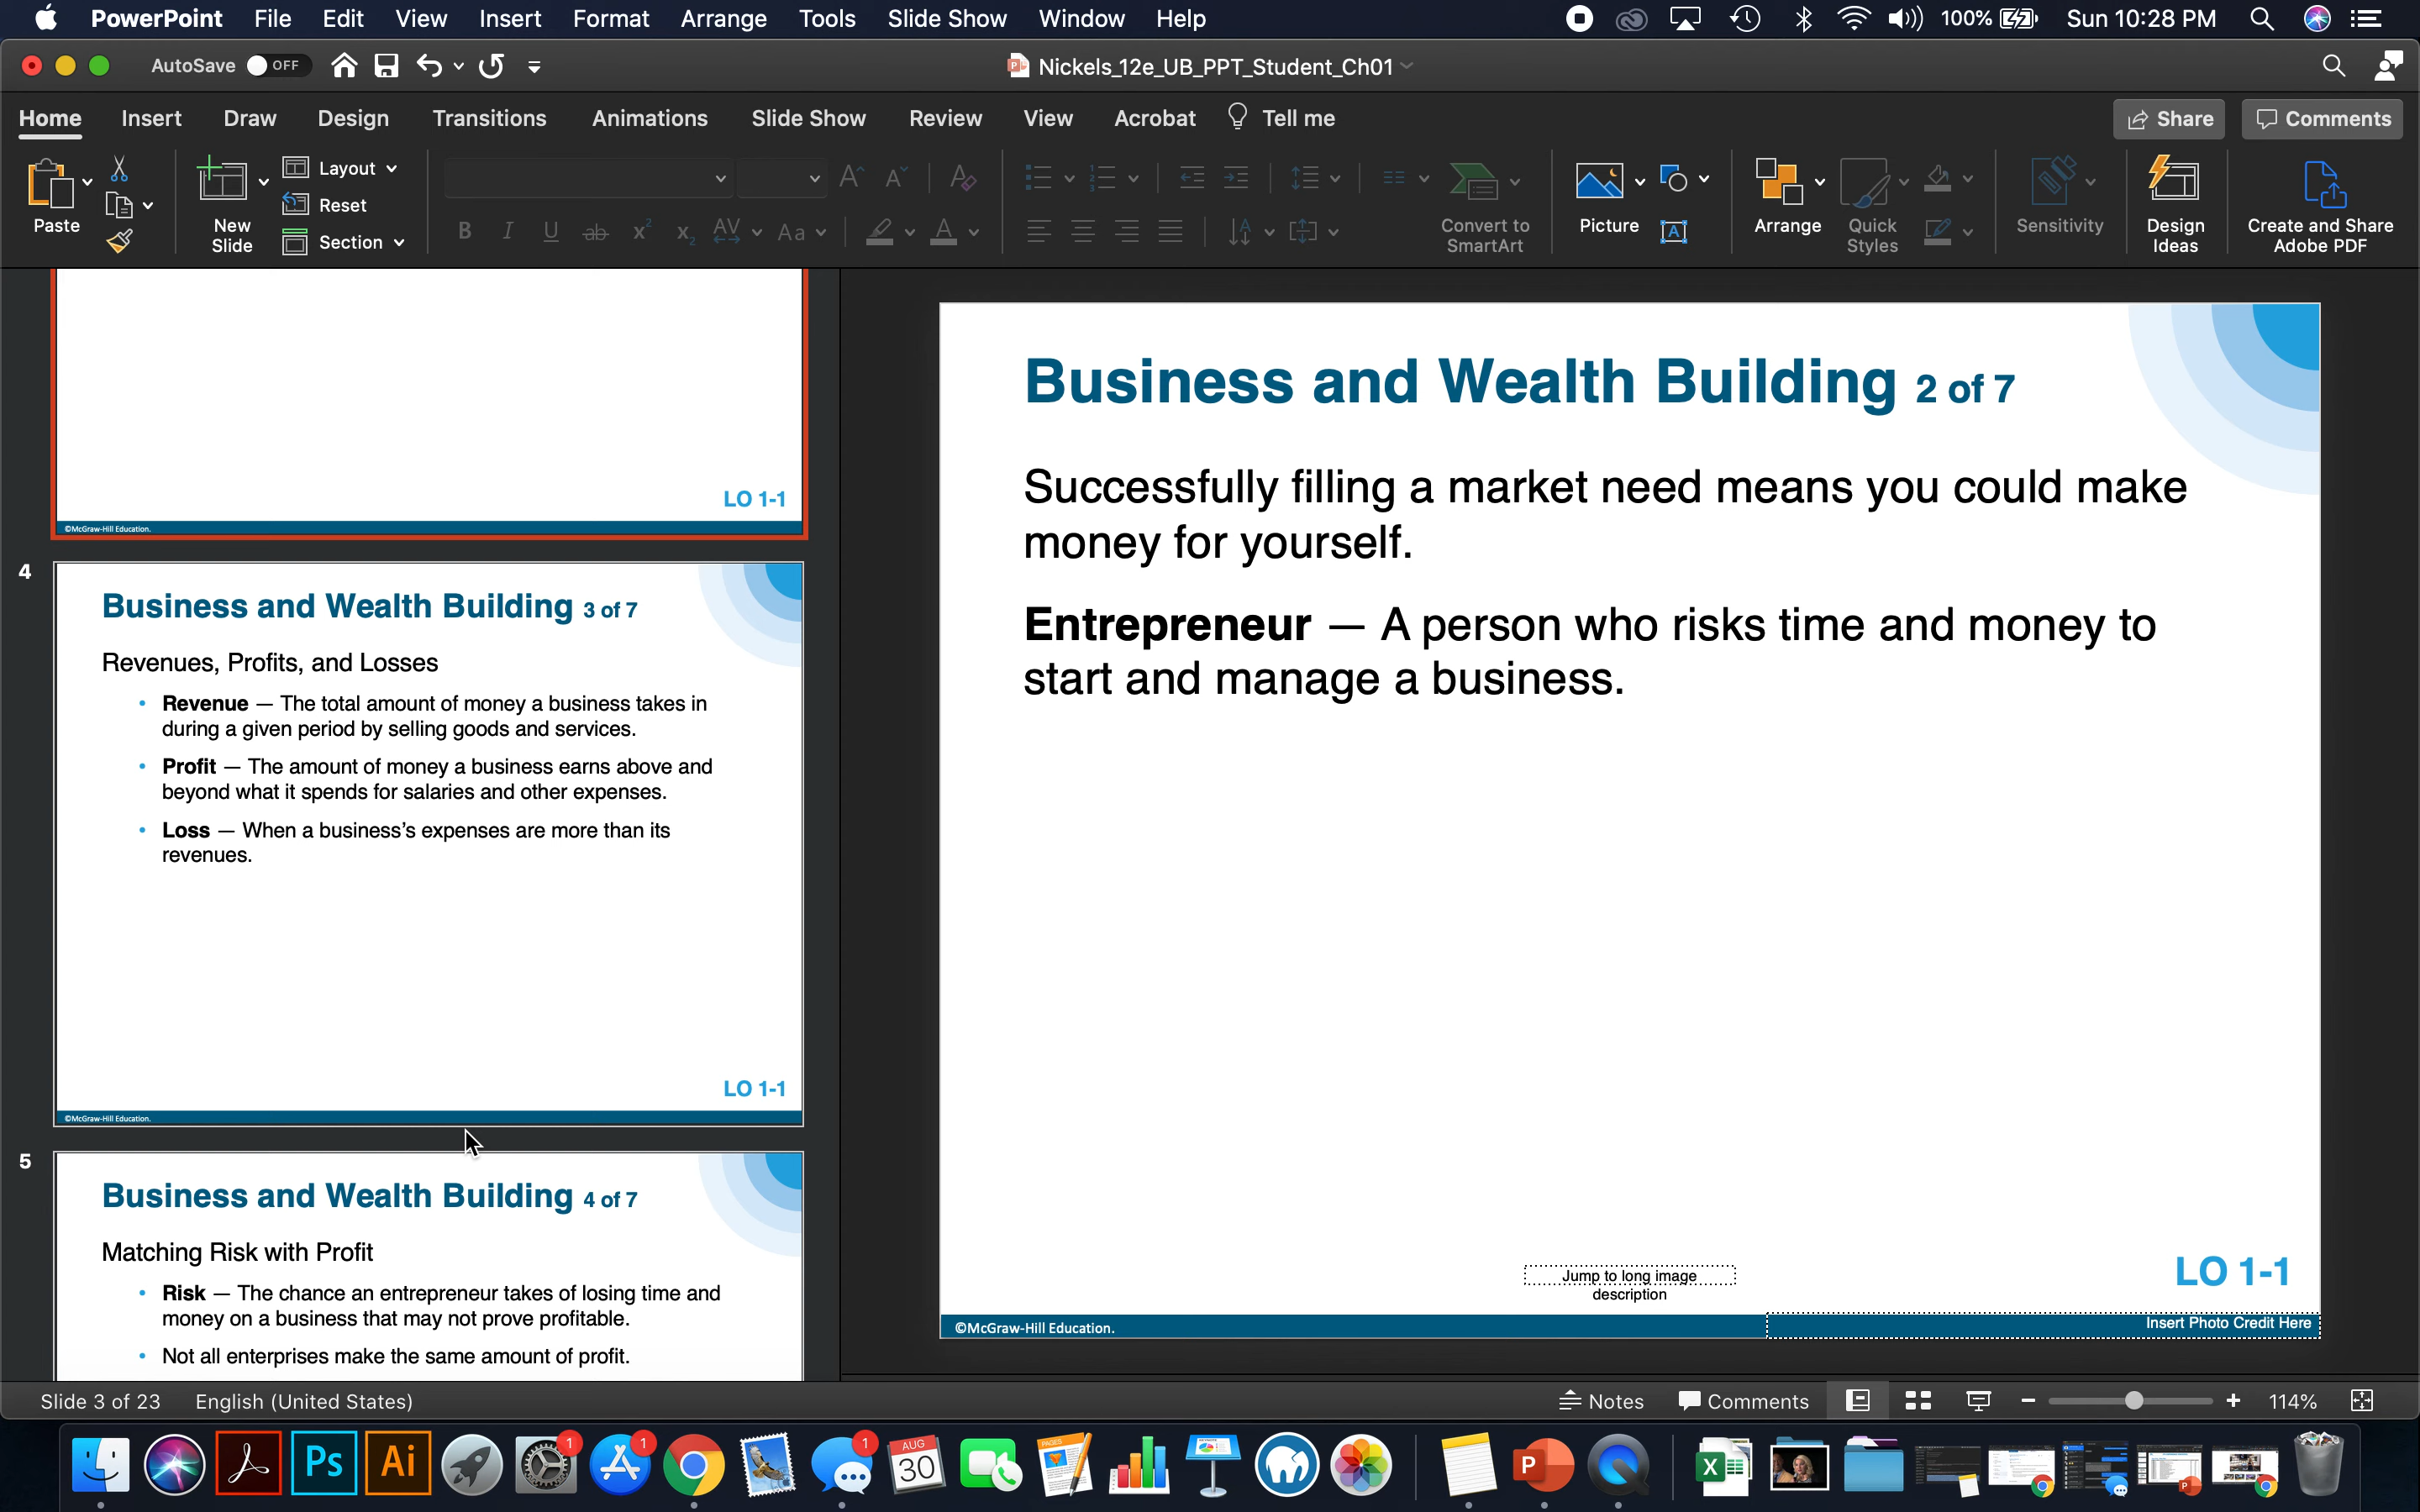 PowerPoint File Edit View Insert Format Arrange Tools Slide Show Window Help 100% Sun 10:28 PM
AutoSave OFF Nickels_12e_UB_PPT_Student_Ch01
Home Insert Draw Design Transitions Animations Slide Show Review View Acrobat Tell me Share Comments
Paste
New
Slide
Layout
Reset
Section
Convert to
SmartArt
Picture
Arrange
Quick
Styles
Sensitivity
Design
Ideas
Create and Share
Adobe PDF
LO 1-1
©McGraw-Hill Education.
4
Business and Wealth Building 3 of 7
Revenues, Profits, and Losses
• Revenue — The total amount of money a business takes in
during a given period by selling goods and services.
• Profit — The amount of money a business earns above and
beyond what it spends for salaries and other expenses.
• Loss — When a business’s expenses are more than its
revenues.
LO 1-1
©McGraw-Hill Education.
5
Business and Wealth Building 4 of 7
Matching Risk with Profit
• Risk — The chance an entrepreneur takes of losing time and
money on a business that may not prove profitable.
• Not all enterprises make the same amount of profit.
Business and Wealth Building 2 of 7
Successfully filling a market need means you could make
money for yourself.
Entrepreneur — A person who risks time and money to
start and manage a business.
Jump to long image
description
LO 1-1
©McGraw-Hill Education.
Insert Photo Credit Here
Slide 3 of 23 English (United States) Notes Comments 114%
Ps Ai 1 1 1 AUG 30 PAGES P X